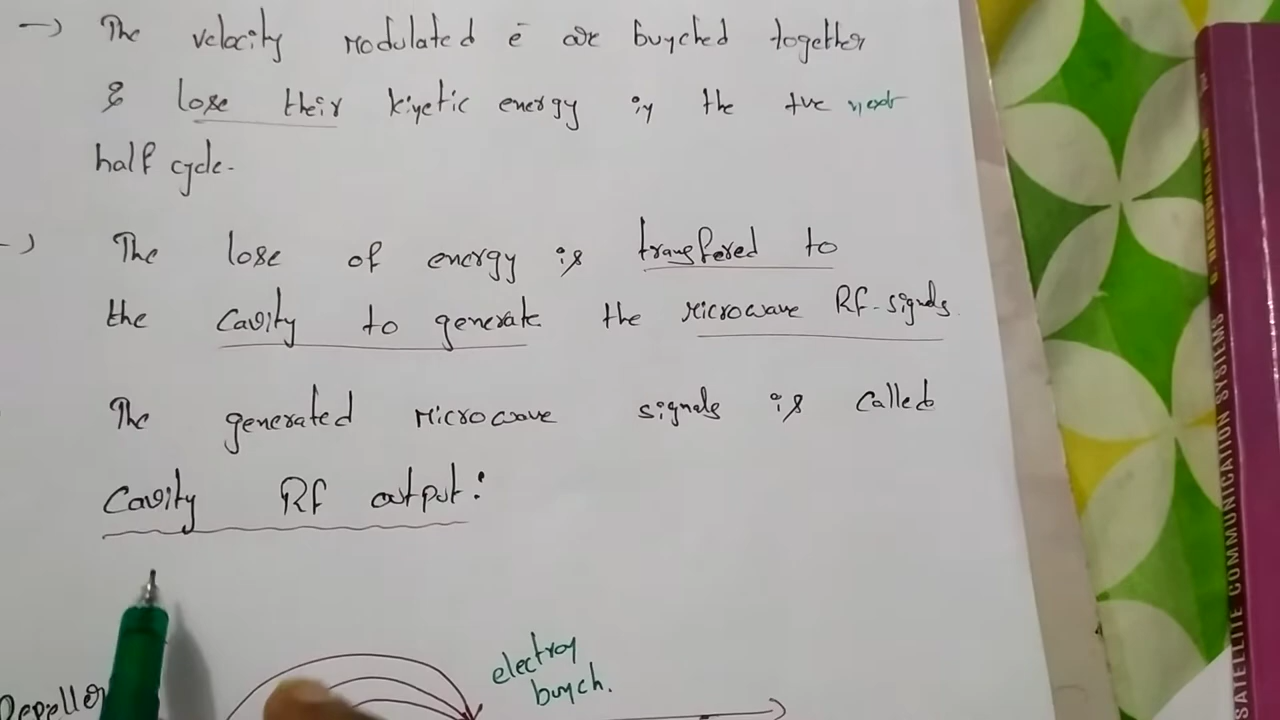 → The velocity Modulated ē are bunched together
& lose their kinetic energy in the +ve next
half cycle.
→ The lose of energy is transfered to
the Cavity to generate the Microwave RF-signals.
The generated Microwave signals is called
Cavity RF output:
electron
bunch.
Repeller
SATELLITE COMMUNICATION SYSTEMS